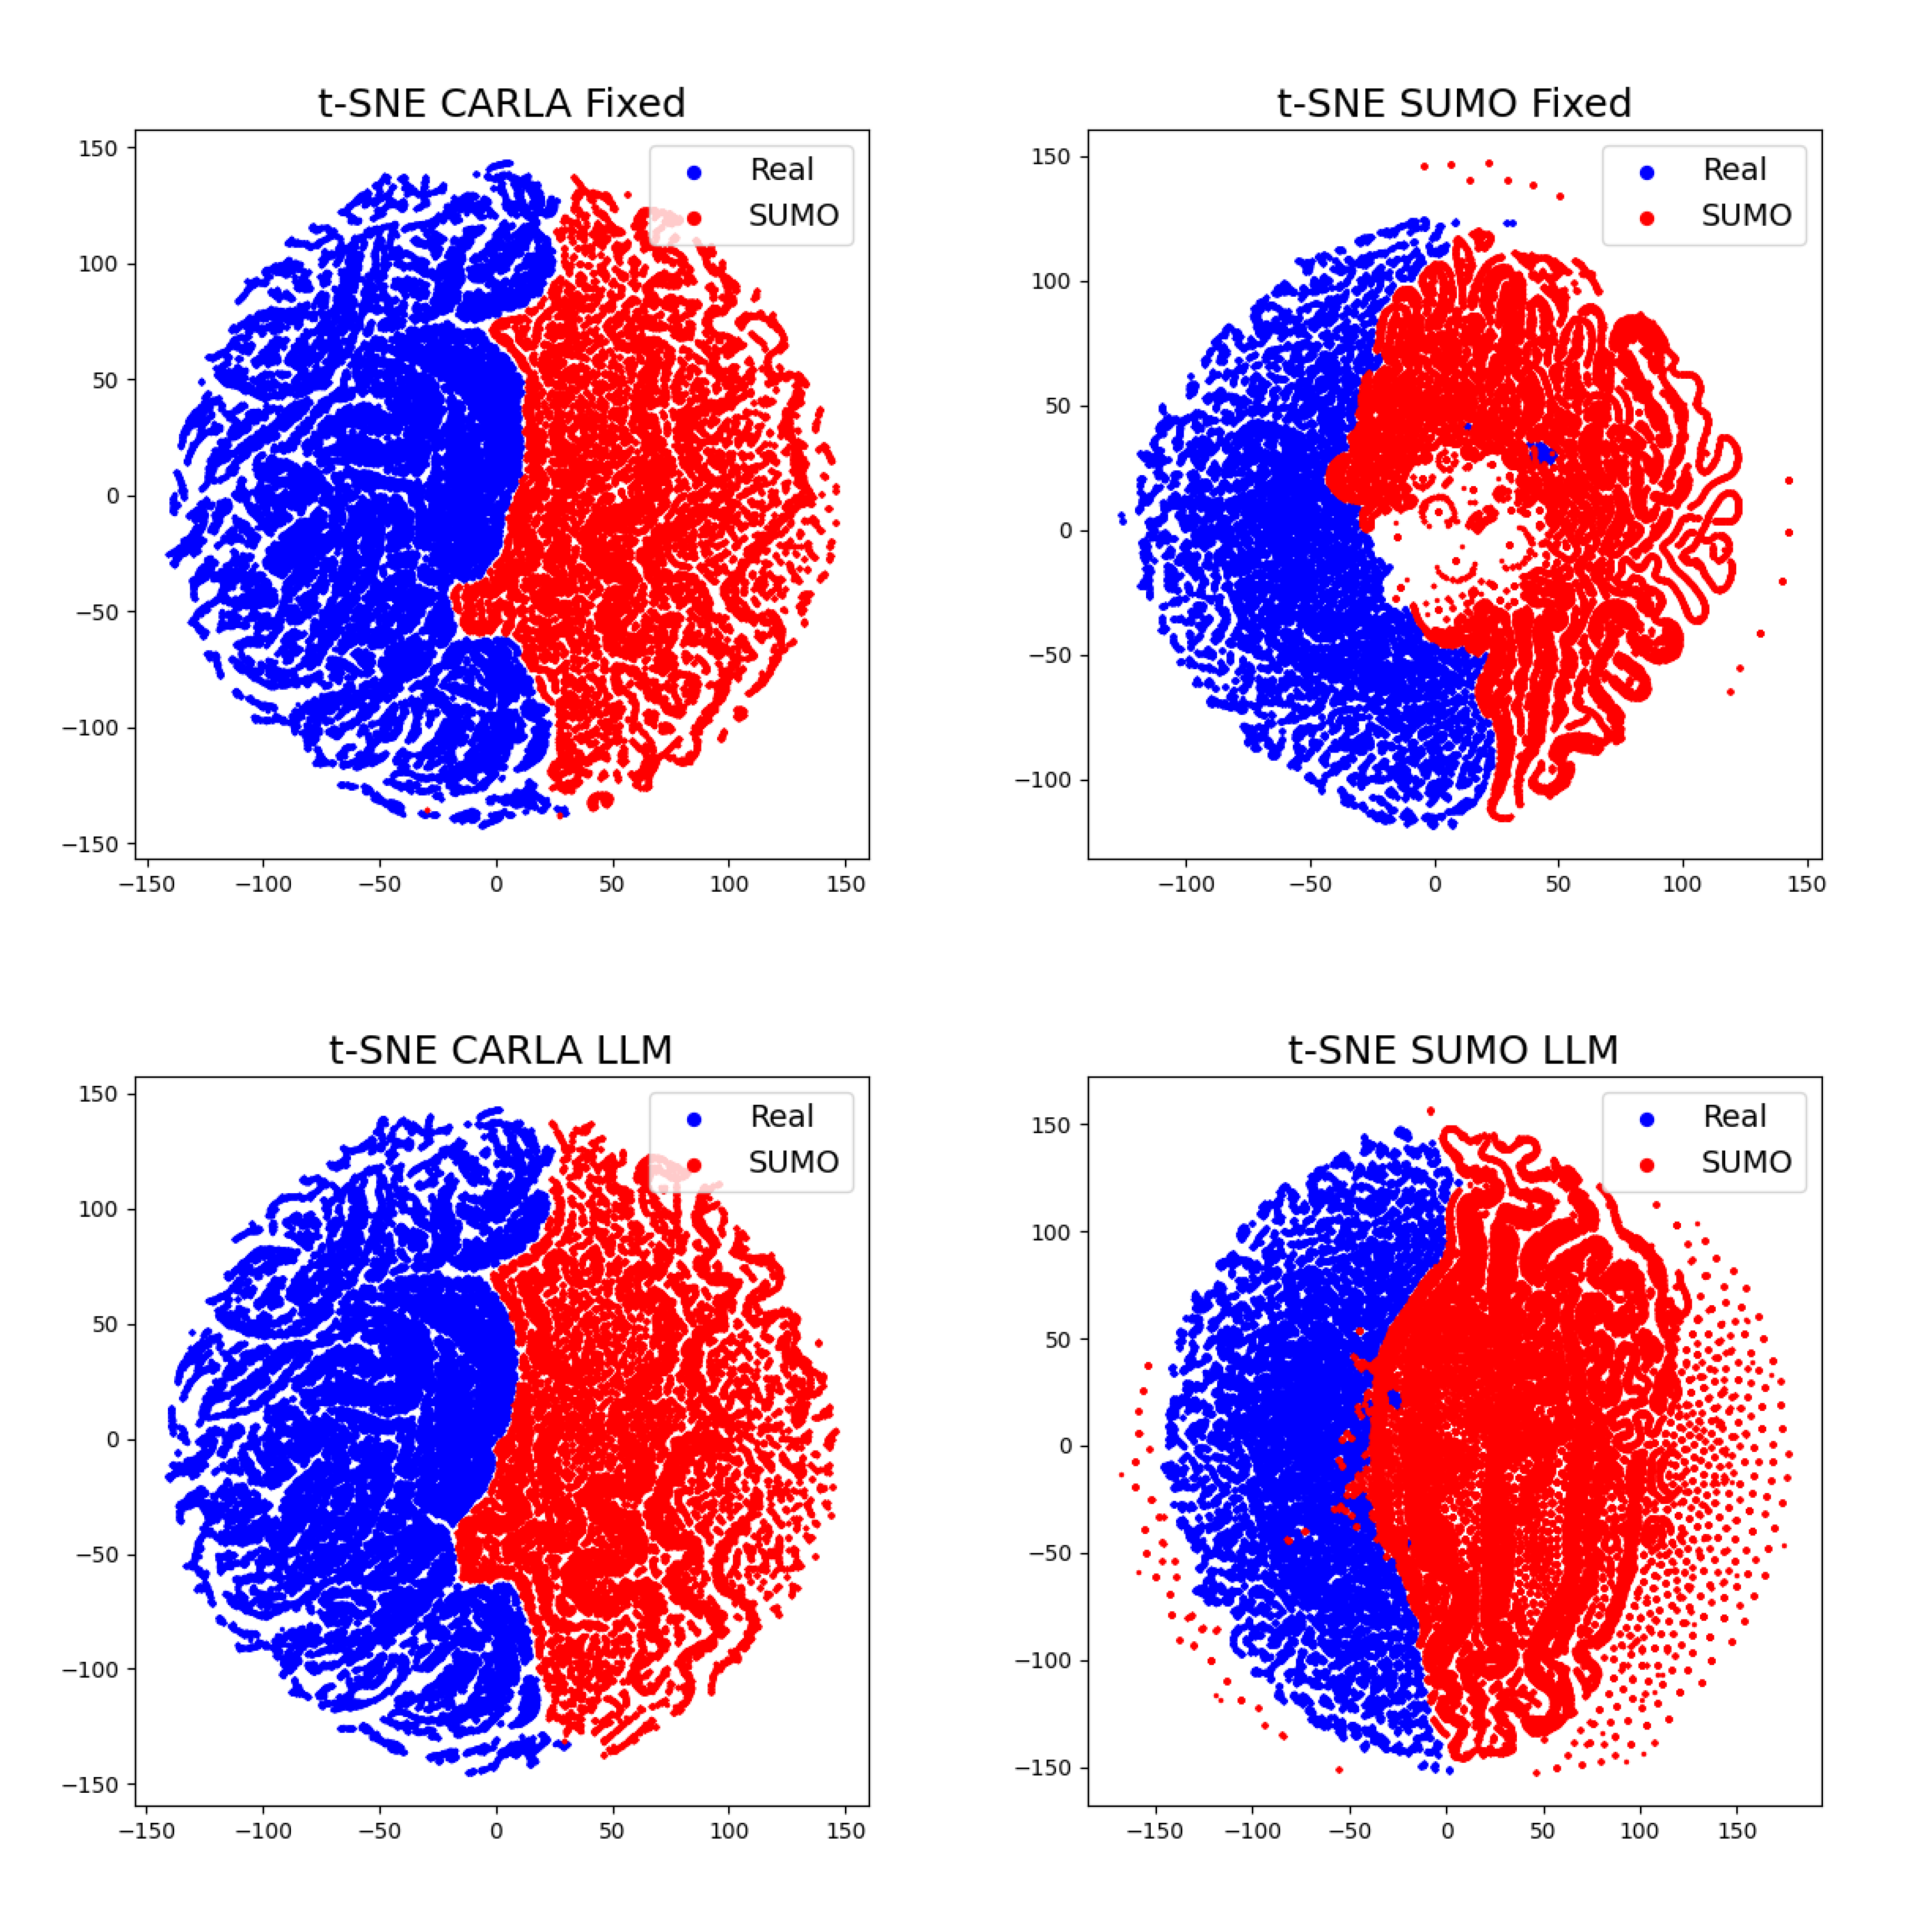 t-SNE CARLA Fixed
150
100
50
0
−50
−100
−150
−150 −100 −50 0 50 100 150
Real
SUMO
t-SNE SUMO Fixed
150
100
50
0
−50
−100
−100 −50 0 50 100 150
Real
SUMO
t-SNE CARLA LLM
150
100
50
0
−50
−100
−150
−150 −100 −50 0 50 100 150
Real
SUMO
t-SNE SUMO LLM
150
100
50
0
−50
−100
−150
−150 −100 −50 0 50 100 150
Real
SUMO